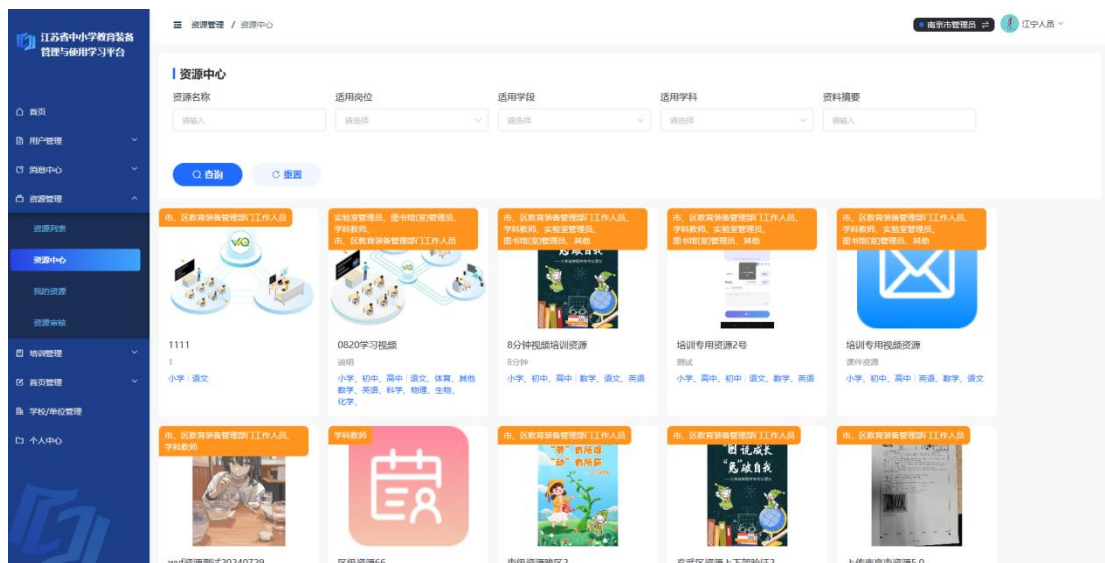 江苏省中小学教育装备
管理与使用学习平台
资源管理 / 资源中心
南京市管理员
江宁人员
首页
用户管理
消息中心
资源管理
资源列表
资源中心
我的资源
资源审核
培训管理
首页管理
学校/单位管理
个人中心
资源中心
资源名称
适用岗位
适用学段
适用学科
资料摘要
请输入
请选择
请选择
请选择
请输入
查询
重置
市、区教育装备管理部门工作人员
1111
1
小学 | 语文
实验室管理员、图书馆(室)管理员、
学科教师、
市、区教育装备管理部门工作人员
0820学习视频
说明
小学、初中、高中 | 语文、体育、其他
数学、英语、科学、物理、生物、
化学、
市、区教育装备管理部门工作人员、
学科教师、实验室管理员、
图书馆(室)管理员、其他
8分钟视频培训资源
8分钟
小学、初中、高中 | 数学、语文、英语
市、区教育装备管理部门工作人员、
学科教师、实验室管理员、
图书馆(室)管理员、其他
培训专用资源2号
测试
小学、高中、初中 | 语文、数学、英语
市、区教育装备管理部门工作人员、
学科教师、实验室管理员、
图书馆(室)管理员、其他
培训专用视频资源
课件资源
小学、初中、高中 | 英语、数学、语文
市、区教育装备管理部门工作人员、
学科教师
学科教师
市、区教育装备管理部门工作人员
“劳”有所获
“动”有所薪
市、区教育装备管理部门工作人员
“图”说成长
“览”破自我
市、区教育装备管理部门工作人员